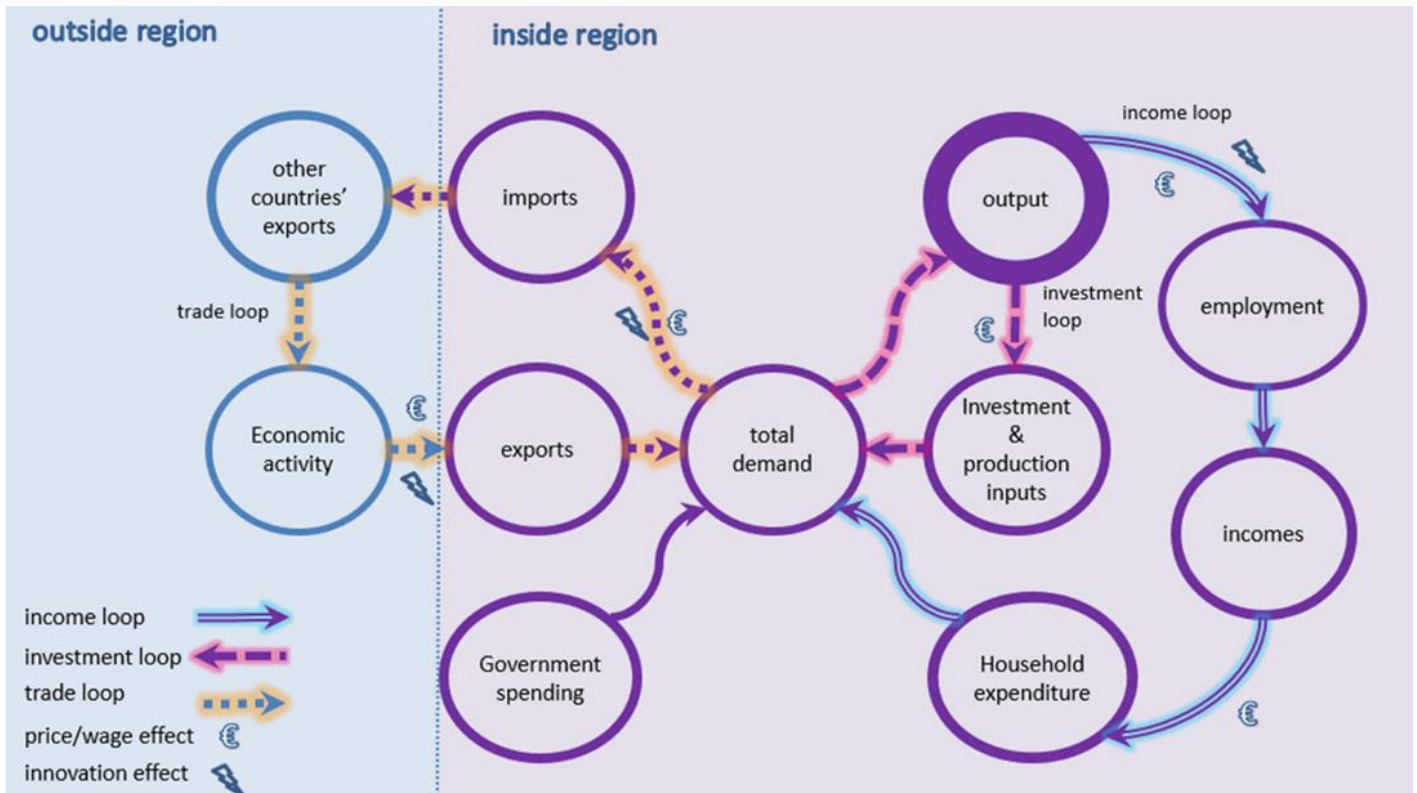 outside region
inside region
other
countries'
exports
imports
output
income loop
employment
trade loop
investment
loop
Economic
activity
exports
total
demand
Investment
&
production
inputs
incomes
Government
spending
Household
expenditure
income loop
investment loop
trade loop
price/wage effect
innovation effect